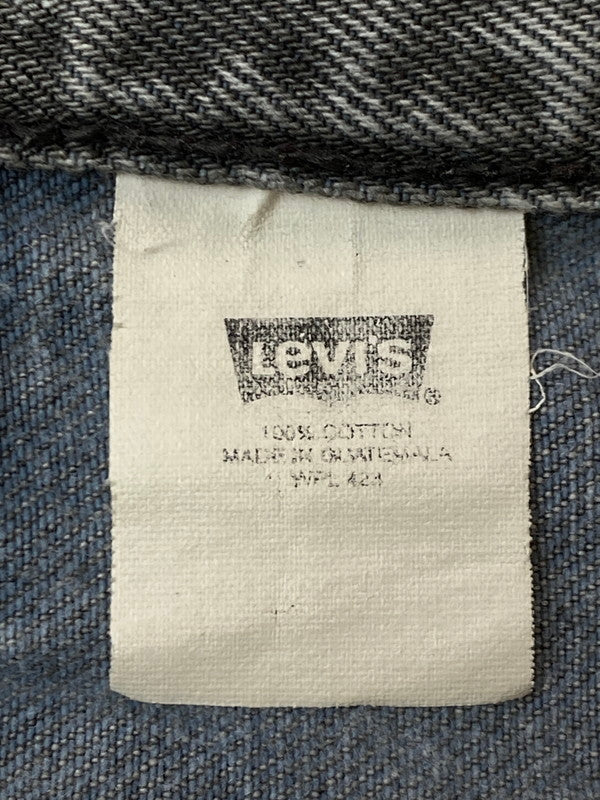 Levi's ®
100% COTTON
MADE IN GUATEMALA
WPL 423